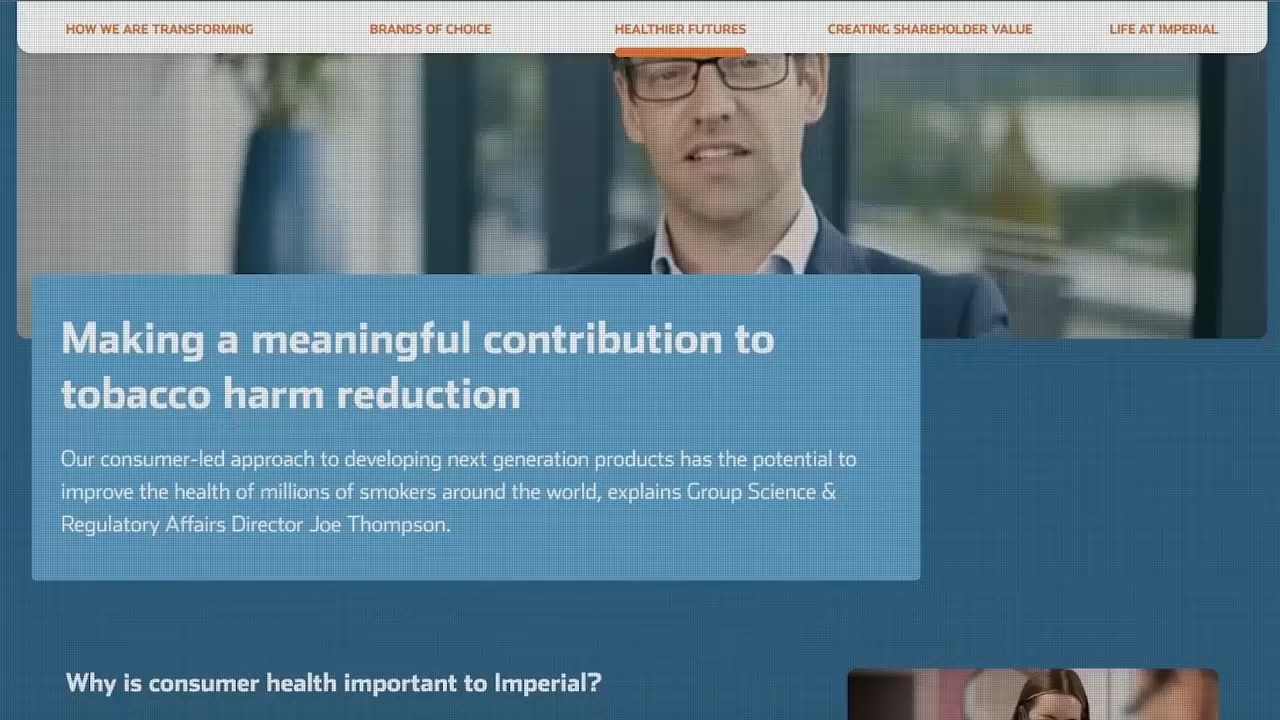 HOW WE ARE TRANSFORMING
BRANDS OF CHOICE
HEALTHIER FUTURES
CREATING SHAREHOLDER VALUE
LIFE AT IMPERIAL
Making a meaningful contribution to
tobacco harm reduction
Our consumer-led approach to developing next generation products has the potential to
improve the health of millions of smokers around the world, explains Group Science &
Regulatory Affairs Director Joe Thompson.
Why is consumer health important to Imperial?